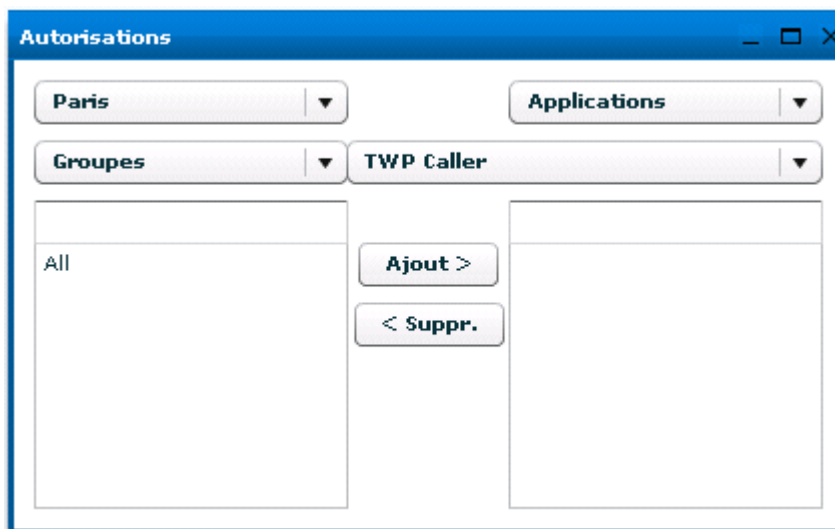 Autorisations
Paris
Applications
Groupes
TWP Caller
All
Ajout >
< Suppr.